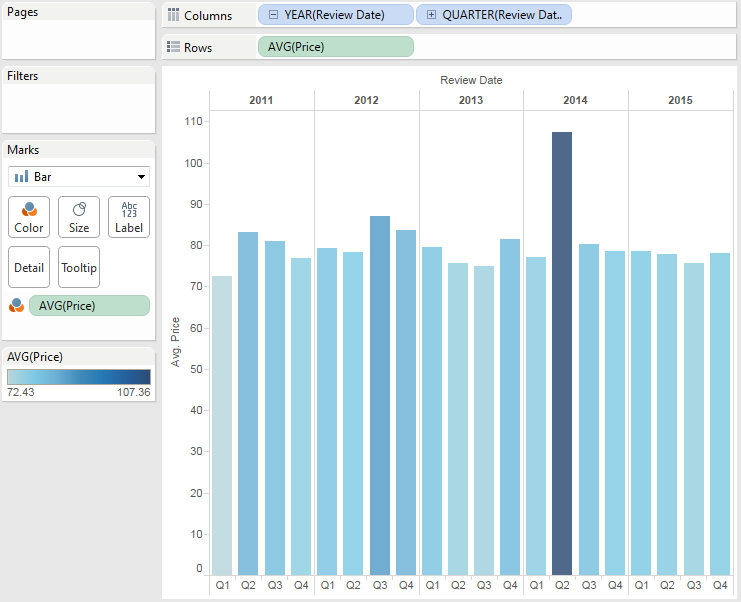 Pages
Columns YEAR(Review Date) QUARTER(Review Dat..
Rows AVG(Price)
Filters
Marks
Bar
Color Size Abc 123 Label
Detail Tooltip
AVG(Price)
AVG(Price)
72.43 107.36
Review Date
2011 2012 2013 2014 2015
110
100
90
80
70
60
50
40
30
20
10
0
Avg. Price
Q1 Q2 Q3 Q4 Q1 Q2 Q3 Q4 Q1 Q2 Q3 Q4 Q1 Q2 Q3 Q4 Q1 Q2 Q3 Q4